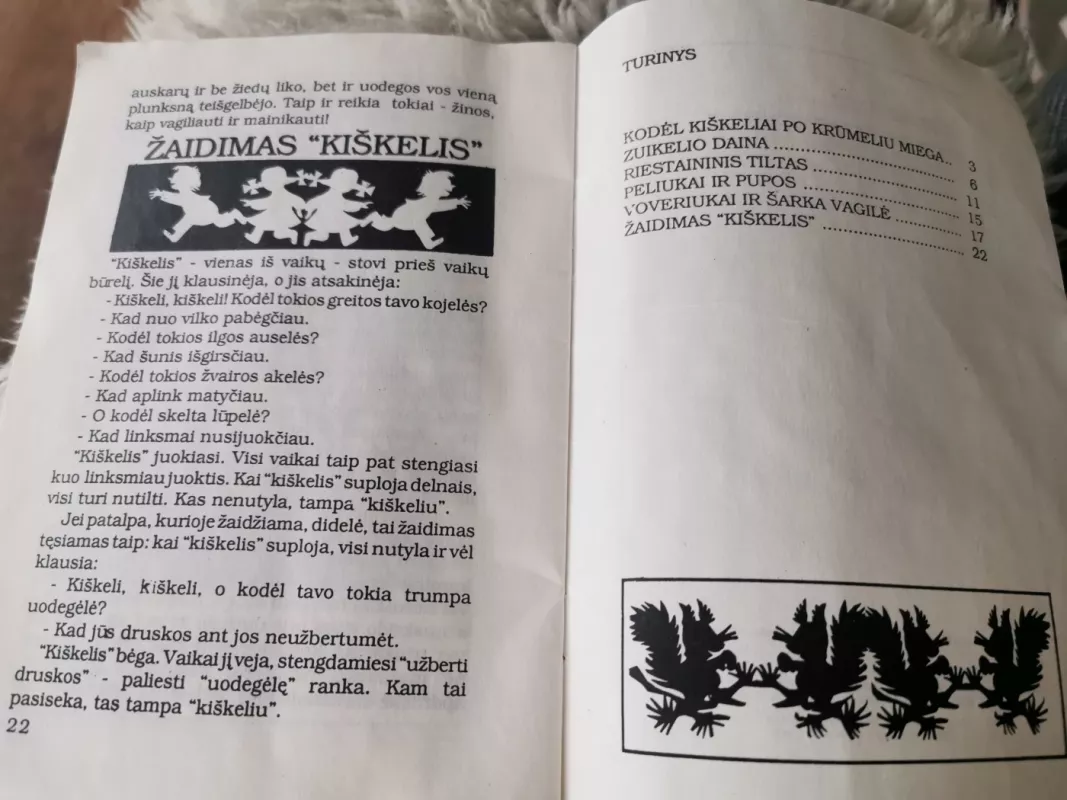 auskarų ir be žiedų liko, bet ir uodegos vos vieną
plunksną teišgelbėjo. Taip ir reikia tokiai - žinos,
kaip vagiliauti ir mainikauti!
ŽAIDIMAS "KIŠKELIS"
"Kiškelis" - vienas iš vaikų - stovi prieš vaikų
būrelį. Šie jį klausinėja, o jis atsakinėja:
- Kiškeli, kiškeli! Kodėl tokios greitos tavo kojelės?
- Kad nuo vilko pabėgčiau.
- Kodėl tokios ilgos auselės?
- Kad šunis išgirsčiau.
- Kodėl tokios žvairos akelės?
- Kad aplink matyčiau.
- O kodėl skelta lūpelė?
- Kad linksmai nusijuokčiau.
"Kiškelis" juokiasi. Visi vaikai taip pat stengiasi
kuo linksmiau juoktis. Kai "kiškelis" suploja delnais,
visi turi nutilti. Kas nenutyla, tampa "kiškeliu".
Jei patalpa, kurioje žaidžiama, didelė, tai žaidimas
tęsiamas taip: kai "kiškelis" suploja, visi nutyla ir vėl
klausia:
- Kiškeli, kiškeli, o kodėl tavo tokia trumpa
uodegėlė?
- Kad jūs druskos ant jos neužbertumėt.
"Kiškelis" bėga. Vaikai jį veja, stengdamiesi "užberti
druskos" - paliesti "uodegėlę" ranka. Kam tai
pasiseka, tas tampa "kiškeliu".
22
TURINYS
KODĖL KIŠKELIAI PO KRŪMELIU MIEGA.. 3
ZUIKELIO DAINA ........................ 6
RIESTAININIS TILTAS .................... 11
PELIUKAI IR PUPOS ..................... 15
VOVERIUKAI IR ŠARKA VAGILĖ ........... 17
ŽAIDIMAS "KIŠKELIS" .................... 22